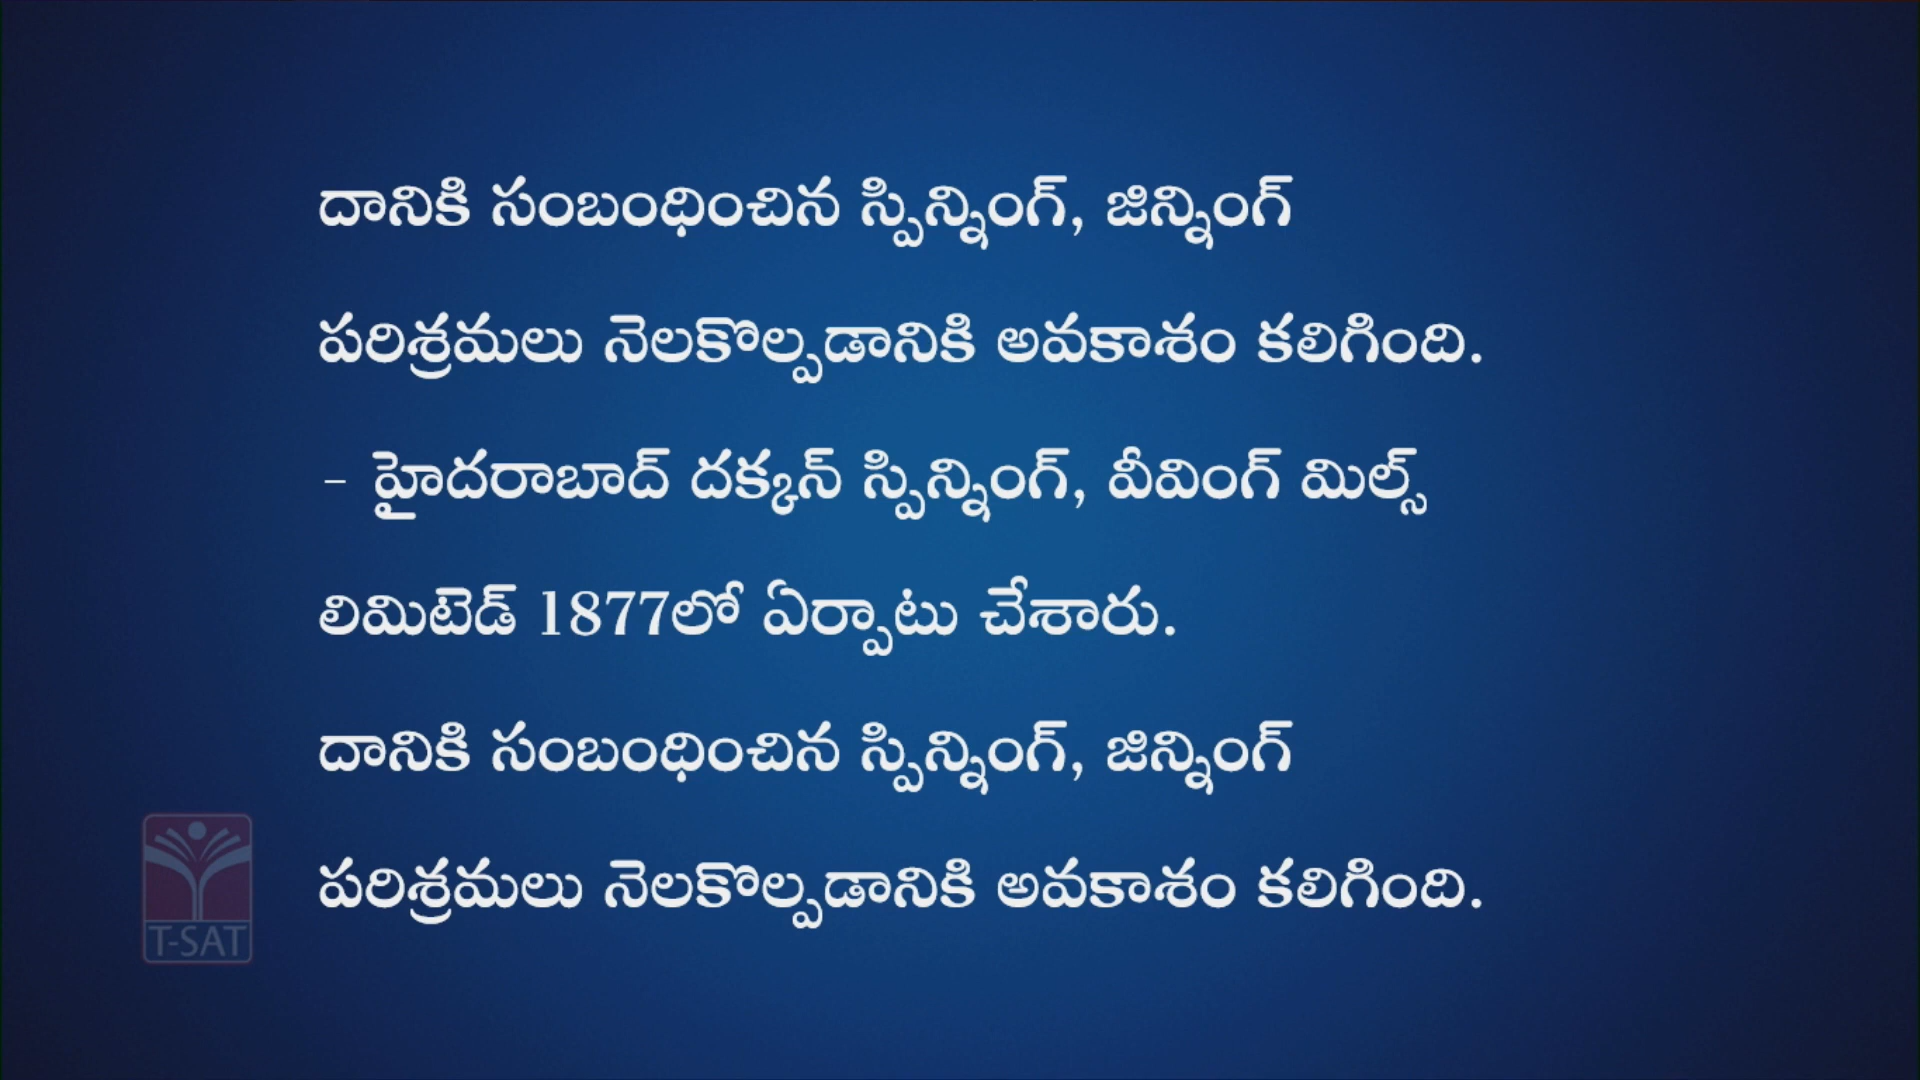 దానికి సంబంధించిన స్పిన్నింగ్, జిన్నింగ్
పరిశ్రమలు నెలకొల్పడానికి అవకాశం కలిగింది.
- హైదరాబాద్ దక్కన్ స్పిన్నింగ్, వీవింగ్ మిల్స్
లిమిటెడ్ 1877లో ఏర్పాటు చేశారు.
దానికి సంబంధించిన స్పిన్నింగ్, జిన్నింగ్
పరిశ్రమలు నెలకొల్పడానికి అవకాశం కలిగింది.
T-SAT